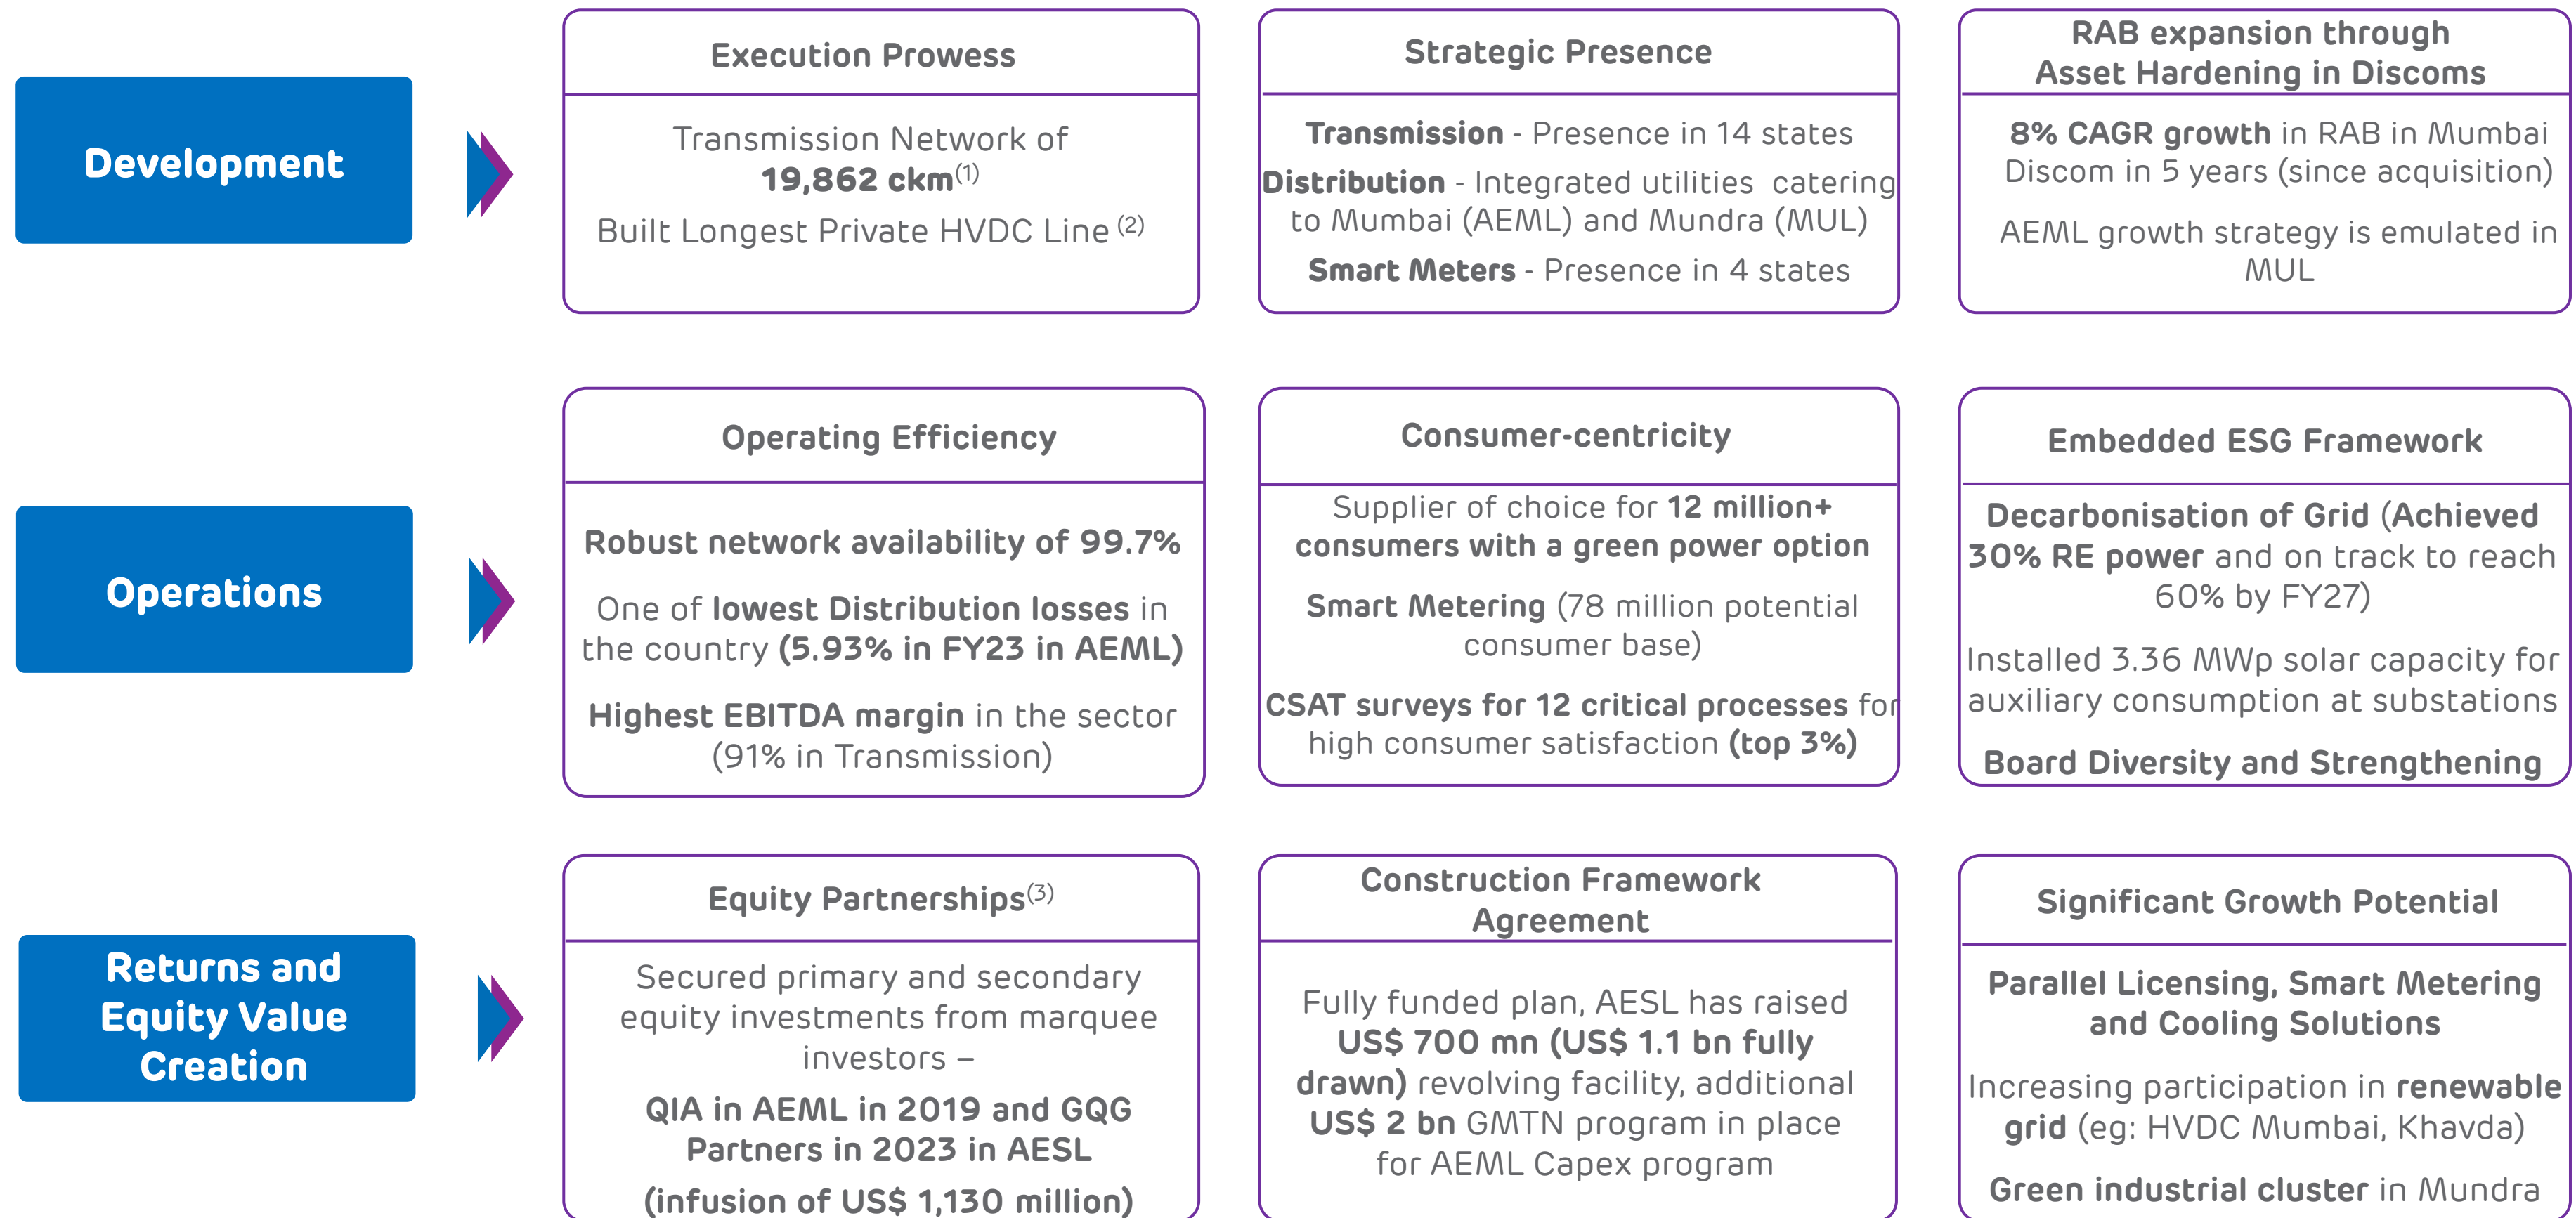 Development
Execution Prowess
Transmission Network of
19,862 ckm(1)
Built Longest Private HVDC Line (2)
Strategic Presence
Transmission - Presence in 14 states
Distribution - Integrated utilities catering
to Mumbai (AEML) and Mundra (MUL)
Smart Meters - Presence in 4 states
RAB expansion through
Asset Hardening in Discoms
8% CAGR growth in RAB in Mumbai
Discom in 5 years (since acquisition)
AEML growth strategy is emulated in
MUL
Operations
Operating Efficiency
Robust network availability of 99.7%
One of lowest Distribution losses in
the country (5.93% in FY23 in AEML)
Highest EBITDA margin in the sector
(91% in Transmission)
Consumer-centricity
Supplier of choice for 12 million+
consumers with a green power option
Smart Metering (78 million potential
consumer base)
CSAT surveys for 12 critical processes for
high consumer satisfaction (top 3%)
Embedded ESG Framework
Decarbonisation of Grid (Achieved
30% RE power and on track to reach
60% by FY27)
Installed 3.36 MWp solar capacity for
auxiliary consumption at substations
Board Diversity and Strengthening
Returns and
Equity Value
Creation
Equity Partnerships(3)
Secured primary and secondary
equity investments from marquee
investors –
QIA in AEML in 2019 and GQG
Partners in 2023 in AESL
(infusion of US$ 1,130 million)
Construction Framework
Agreement
Fully funded plan, AESL has raised
US$ 700 mn (US$ 1.1 bn fully
drawn) revolving facility, additional
US$ 2 bn GMTN program in place
for AEML Capex program
Significant Growth Potential
Parallel Licensing, Smart Metering
and Cooling Solutions
Increasing participation in renewable
grid (eg: HVDC Mumbai, Khavda)
Green industrial cluster in Mundra